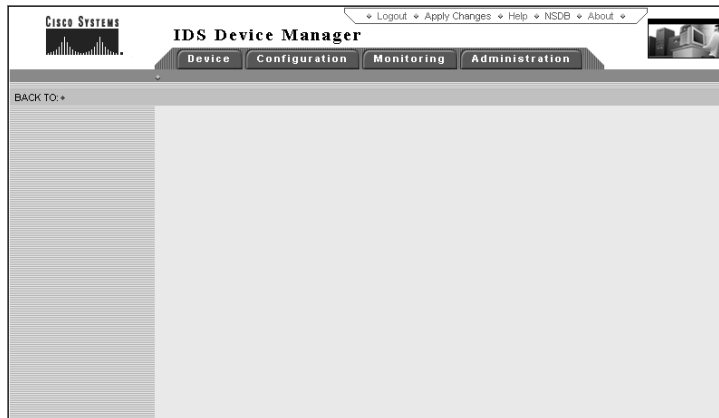 CISCO SYSTEMS
Logout Apply Changes Help NSDB About
IDS Device Manager
Device Configuration Monitoring Administration
BACK TO: